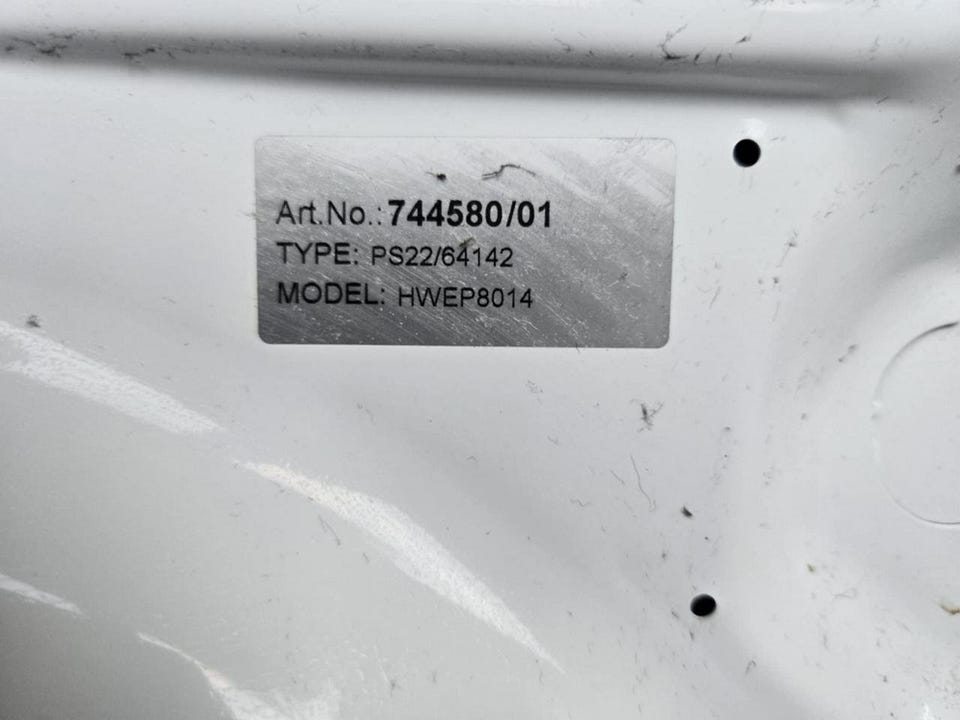 Art.No.:744580/01
TYPE: PS22/64142
MODEL: HWEP8014